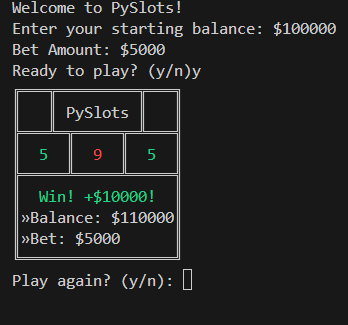 Welcome to PySlots!
Enter your starting balance: $100000
Bet Amount: $5000
Ready to play? (y/n)y
PySlots
5 9 5
Win! +$10000!
»Balance: $110000
»Bet: $5000
Play again? (y/n):